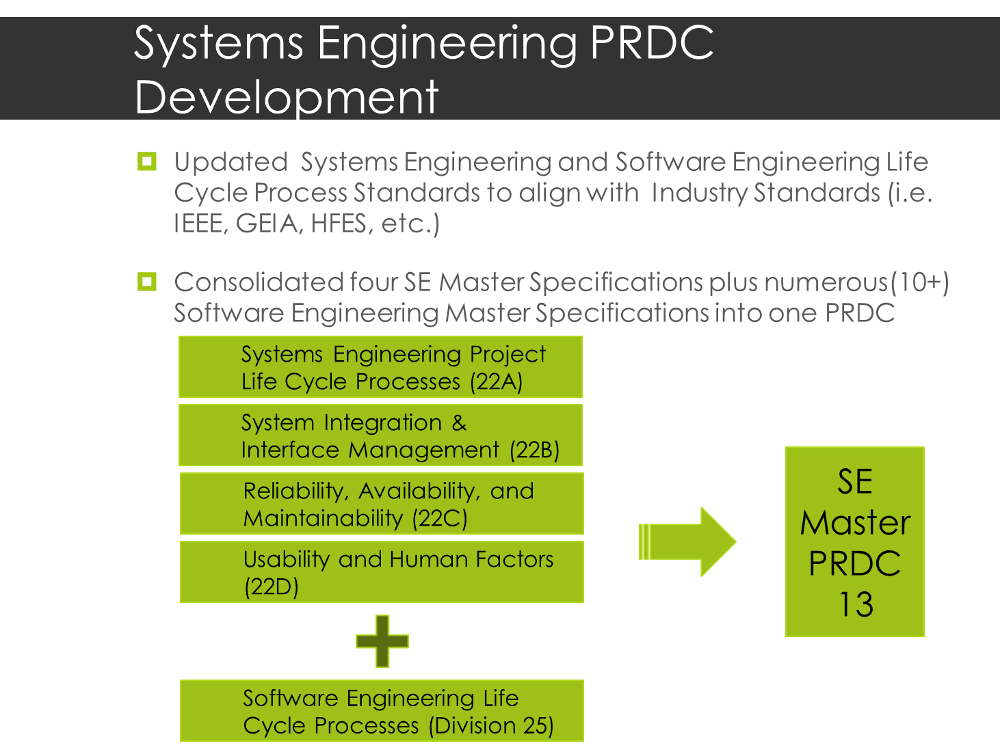 Systems Engineering PRDC
Development
Updated Systems Engineering and Software Engineering Life
Cycle Process Standards to align with Industry Standards (i.e.
IEEE, GEIA, HFES, etc.)
Consolidated four SE Master Specifications plus numerous(10+)
Software Engineering Master Specifications into one PRDC
Systems Engineering Project
Life Cycle Processes (22A)
System Integration &
Interface Management (22B)
Reliability, Availability, and
Maintainability (22C)
Usability and Human Factors
(22D)
Software Engineering Life
Cycle Processes (Division 25)
SE
Master
PRDC
13